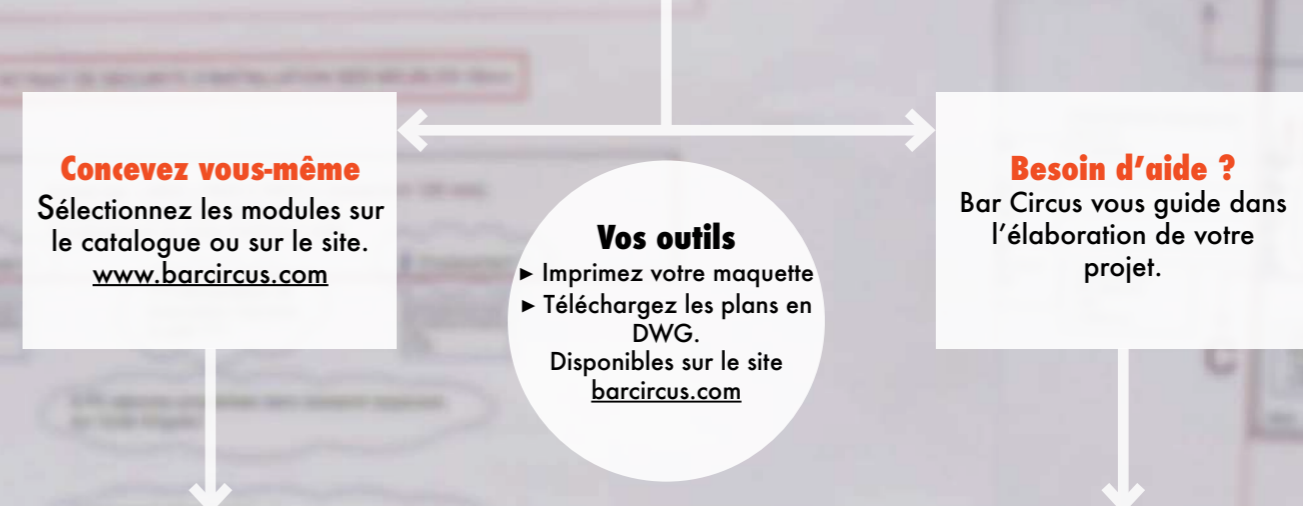 Concevez vous-même
Sélectionnez les modules sur
le catalogue ou sur le site.
www.barcircus.com
Vos outils
► Imprimez votre maquette
► Téléchargez les plans en
DWG.
Disponibles sur le site
barcircus.com
Besoin d’aide ?
Bar Circus vous guide dans
l’élaboration de votre
projet.